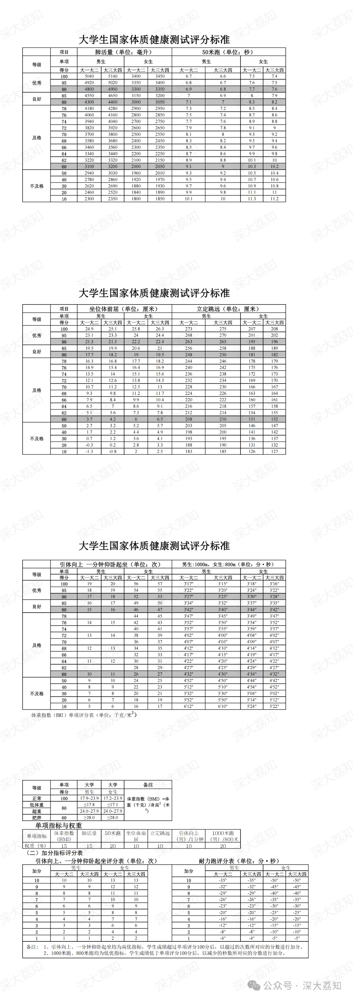 大学生国家体质健康测试评分标准
项目 肺活量（单位：毫升） 50米跑（单位：秒）
等级 单项 男生 女生 男生 女生
得分 大一大二 大三大四 大一大二 大三大四 大一大二 大三大四 大一大二 大三大四
优秀 100 5040 5140 3400 3450 6.7 6.6 7.5 7.4
95 4920 5020 3350 3400 6.8 6.7 7.6 7.5
90 4800 4900 3300 3350 6.9 6.8 7.7 7.6
良好 85 4550 4650 3150 3200 7 6.9 8 7.9
80 4300 4400 3000 3050 7.1 7 8.3 8.2
及格 78 4180 4280 2900 2950 7.3 7.2 8.5 8.4
76 4060 4160 2800 2850 7.5 7.4 8.7 8.6
74 3940 4040 2700 2750 7.7 7.6 8.9 8.8
72 3820 3920 2600 2650 7.9 7.8 9.1 9
70 3700 3800 2500 2550 8.1 8 9.3 9.2
68 3580 3680 2400 2450 8.3 8.2 9.5 9.4
66 3460 3560 2300 2350 8.5 8.4 9.7 9.6
64 3340 3440 2200 2250 8.7 8.6 9.9 9.8
62 3220 3320 2100 2150 8.9 8.8 10.1 10
60 3100 3200 2000 2050 9.1 9 10.3 10.2
不及格 50 2940 3030 1960 2010 9.3 9.2 10.5 10.4
40 2780 2860 1920 1970 9.5 9.4 10.7 10.6
30 2620 2690 1880 1930 9.7 9.6 10.9 10.8
20 2460 2520 1840 1890 9.9 9.8 11.1 11
10 2300 2350 1800 1850 10.1 10 11.3 11.2
大学生国家体质健康测试评分标准
项目 坐位体前屈（单位：厘米） 立定跳远（单位：厘米）
等级 单项 男生 女生 男生 女生
得分 大一大二 大三大四 大一大二 大三大四 大一大二 大三大四 大一大二 大三大四
优秀 100 24.9 25.1 25.8 26.3 273 275 207 208
95 23.1 23.3 24 24.4 268 270 201 202
90 21.3 21.5 22.2 22.4 263 265 195 196
良好 85 19.5 19.9 20.6 21 256 258 188 189
80 17.7 18.2 19 19.5 248 250 181 182
及格 78 16.3 16.8 17.7 18.2 244 246 178 179
76 14.9 15.4 16.4 16.9 240 242 175 176
74 13.5 14 15.1 15.6 236 238 172 173
72 12.1 12.6 13.8 14.3 232 234 169 170
70 10.7 11.2 12.5 13 228 230 166 167
68 9.3 9.8 11.2 11.7 224 226 163 164
66 7.9 8.4 9.9 10.4 220 222 160 161
64 6.5 7 8.6 9.1 216 218 157 158
62 5.1 5.6 7.3 7.8 212 214 154 155
60 3.7 4.2 6 6.5 208 210 151 152
不及格 50 2.7 3.2 5.2 5.7 203 205 146 147
40 1.7 2.2 4.4 4.9 198 200 141 142
30 0.7 1.2 3.6 4.1 193 195 136 137
20 -0.3 0.2 2.8 3.3 188 190 131 132
10 -1.3 -0.8 2 2.5 183 185 126 127
大学生国家体质健康测试评分标准
引体向上 一分钟仰卧起坐（单位：次） 男生:1000m，女生:800m（单位：分·秒）
等级 单项 男生 女生 男生 女生
得分 大一大二 大三大四 大一大二 大三大四 大一大二 大三大四 大一大二 大三大四
优秀 100 19 20 56 57 3'17" 3'15" 3'18" 3'16"
95 18 19 54 55 3'22" 3'20" 3'24" 3'22"
90 17 18 52 53 3'27" 3'25" 3'30" 3'28"
良好 85 16 17 49 50 3'34" 3'32" 3'37" 3'35"
80 15 16 46 47 3'42" 3'40" 3'44" 3'42"
及格 78 44 45 3'47" 3'45" 3'49" 3'47"
76 14 15 42 43 3'52" 3'50" 3'54" 3'52"
74 40 41 3'57" 3'55" 3'59" 3'57"
72 13 14 38 39 4'02" 4'00" 4'04" 4'02"
70 36 37 4'07" 4'05" 4'09" 4'07"
68 12 13 34 35 4'12" 4'10" 4'14" 4'12"
66 32 33 4'17" 4'15" 4'19" 4'17"
64 11 12 30 31 4'22" 4'20" 4'24" 4'22"
62 28 29 4'27" 4'25" 4'29" 4'27"
60 10 11 26 27 4'32" 4'30" 4'34" 4'32"
不及格 50 9 10 24 25 4'52" 4'50" 4'44" 4'42"
40 8 9 22 23 5'12" 5'10" 4'54" 4'52"
30 7 8 20 21 5'32" 5'30" 5'04" 5'02"
20 6 7 18 19 5'52" 5'50" 5'14" 5'12"
10 5 6 16 17 6'12" 6'10" 5'24" 5'22"
体重指数（BMI）单项评分表（单位：千克/米²）
等级 单项 大学 大学 备注
得分 男生 女生
正常 100 17.9~23.9 17.2~23.9 体重指数（BMI）=体
低体重 80 ≤17.8 ≤17.1 重（千克）/身高²（米
超重 24.0~27.9 24.0~27.9 ²）
肥胖 60 ≥28.0 ≥28.0
单项指标与权重
单项指标 体重指数 肺活量 50米跑 坐位体前 立定跳远 引体向上 1000米跑
（BMI） 屈 （男）/1分钟 （男）/800米
权重（%） 15 15 20 10 10 10 20
（二）加分指标评分表
引体向上、一分钟仰卧起坐评分表（单位：次） 耐力跑评分表（单位：分·秒）
加分 男生 女生 加分 男生 女生
大一大二 大三大四 大一大二 大三大四 大一大二 大三大四 大一大二 大三大四
10 10 10 13 13 10 -35" -35" -50" -50"
9 9 9 12 12 9 -32" -32" -45" -45"
8 8 8 11 11 8 -29" -29" -40" -40"
7 7 7 10 10 7 -26" -26" -35" -35"
6 6 6 9 9 6 -23" -23" -30" -30"
5 5 5 8 8 5 -20" -20" -25" -25"
4 4 4 7 7 4 -16" -16" -20" -20"
3 3 3 6 6 3 -12" -12" -15" -15"
2 2 2 4 4 2 -8" -8" -10" -10"
1 1 1 2 2 1 -4" -4" -5" -5"
备注： 1、引体向上、一分钟仰卧起坐均为高优指标，学生成绩超过单项评分100分后，以超过的次数所对应的分数进行加分。
2、1000米跑、800米跑均为低优指标，学生成绩低于单项评分100分后，以减少的秒数所对应的分数进行加分。
公众号·深大荔知
深大荔知